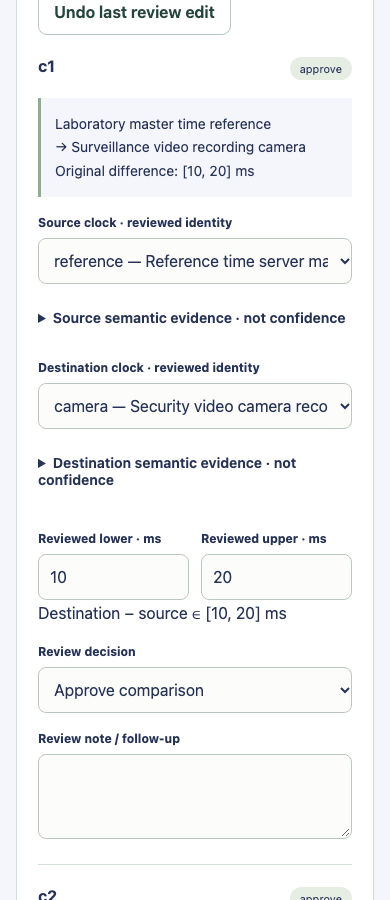 Undo last review edit
c1
approve
Laboratory master time reference
→ Surveillance video recording camera
Original difference: [10, 20] ms
Source clock · reviewed identity
reference — Reference time server ma
Source semantic evidence · not confidence
Destination clock · reviewed identity
camera — Security video camera reco
Destination semantic evidence · not
confidence
Reviewed lower · ms
Reviewed upper · ms
10
20
Destination − source ∈ [10, 20] ms
Review decision
Approve comparison
Review note / follow-up
c2
approve